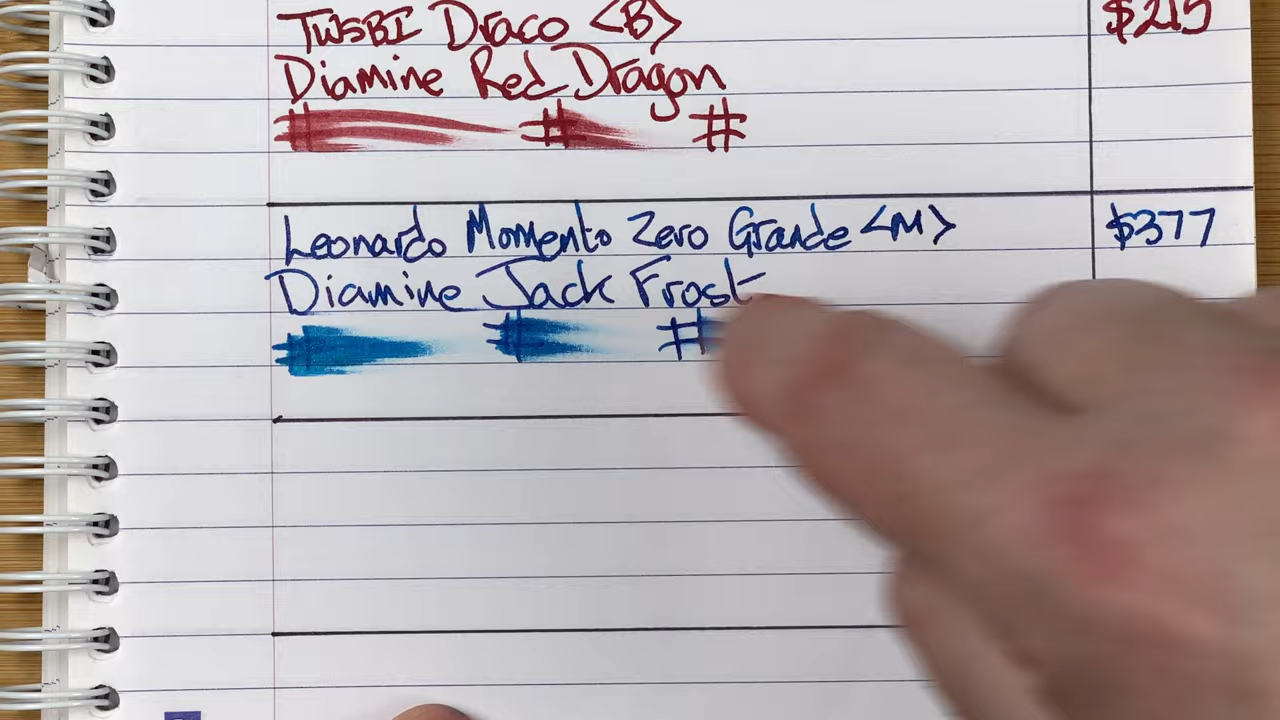 TWSBI Draco <B>
$215
Diamine Red Dragon
# # #
Leonardo Momento Zero Grande <M>
$377
Diamine Jack Frost
# # #